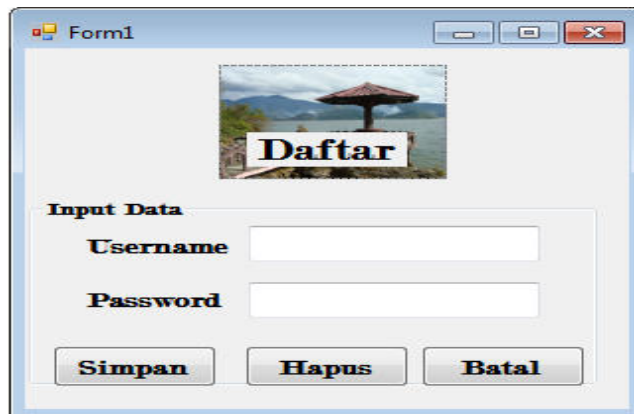 Form1
Daftar
Input Data
Username
Password
Simpan Hapus Batal